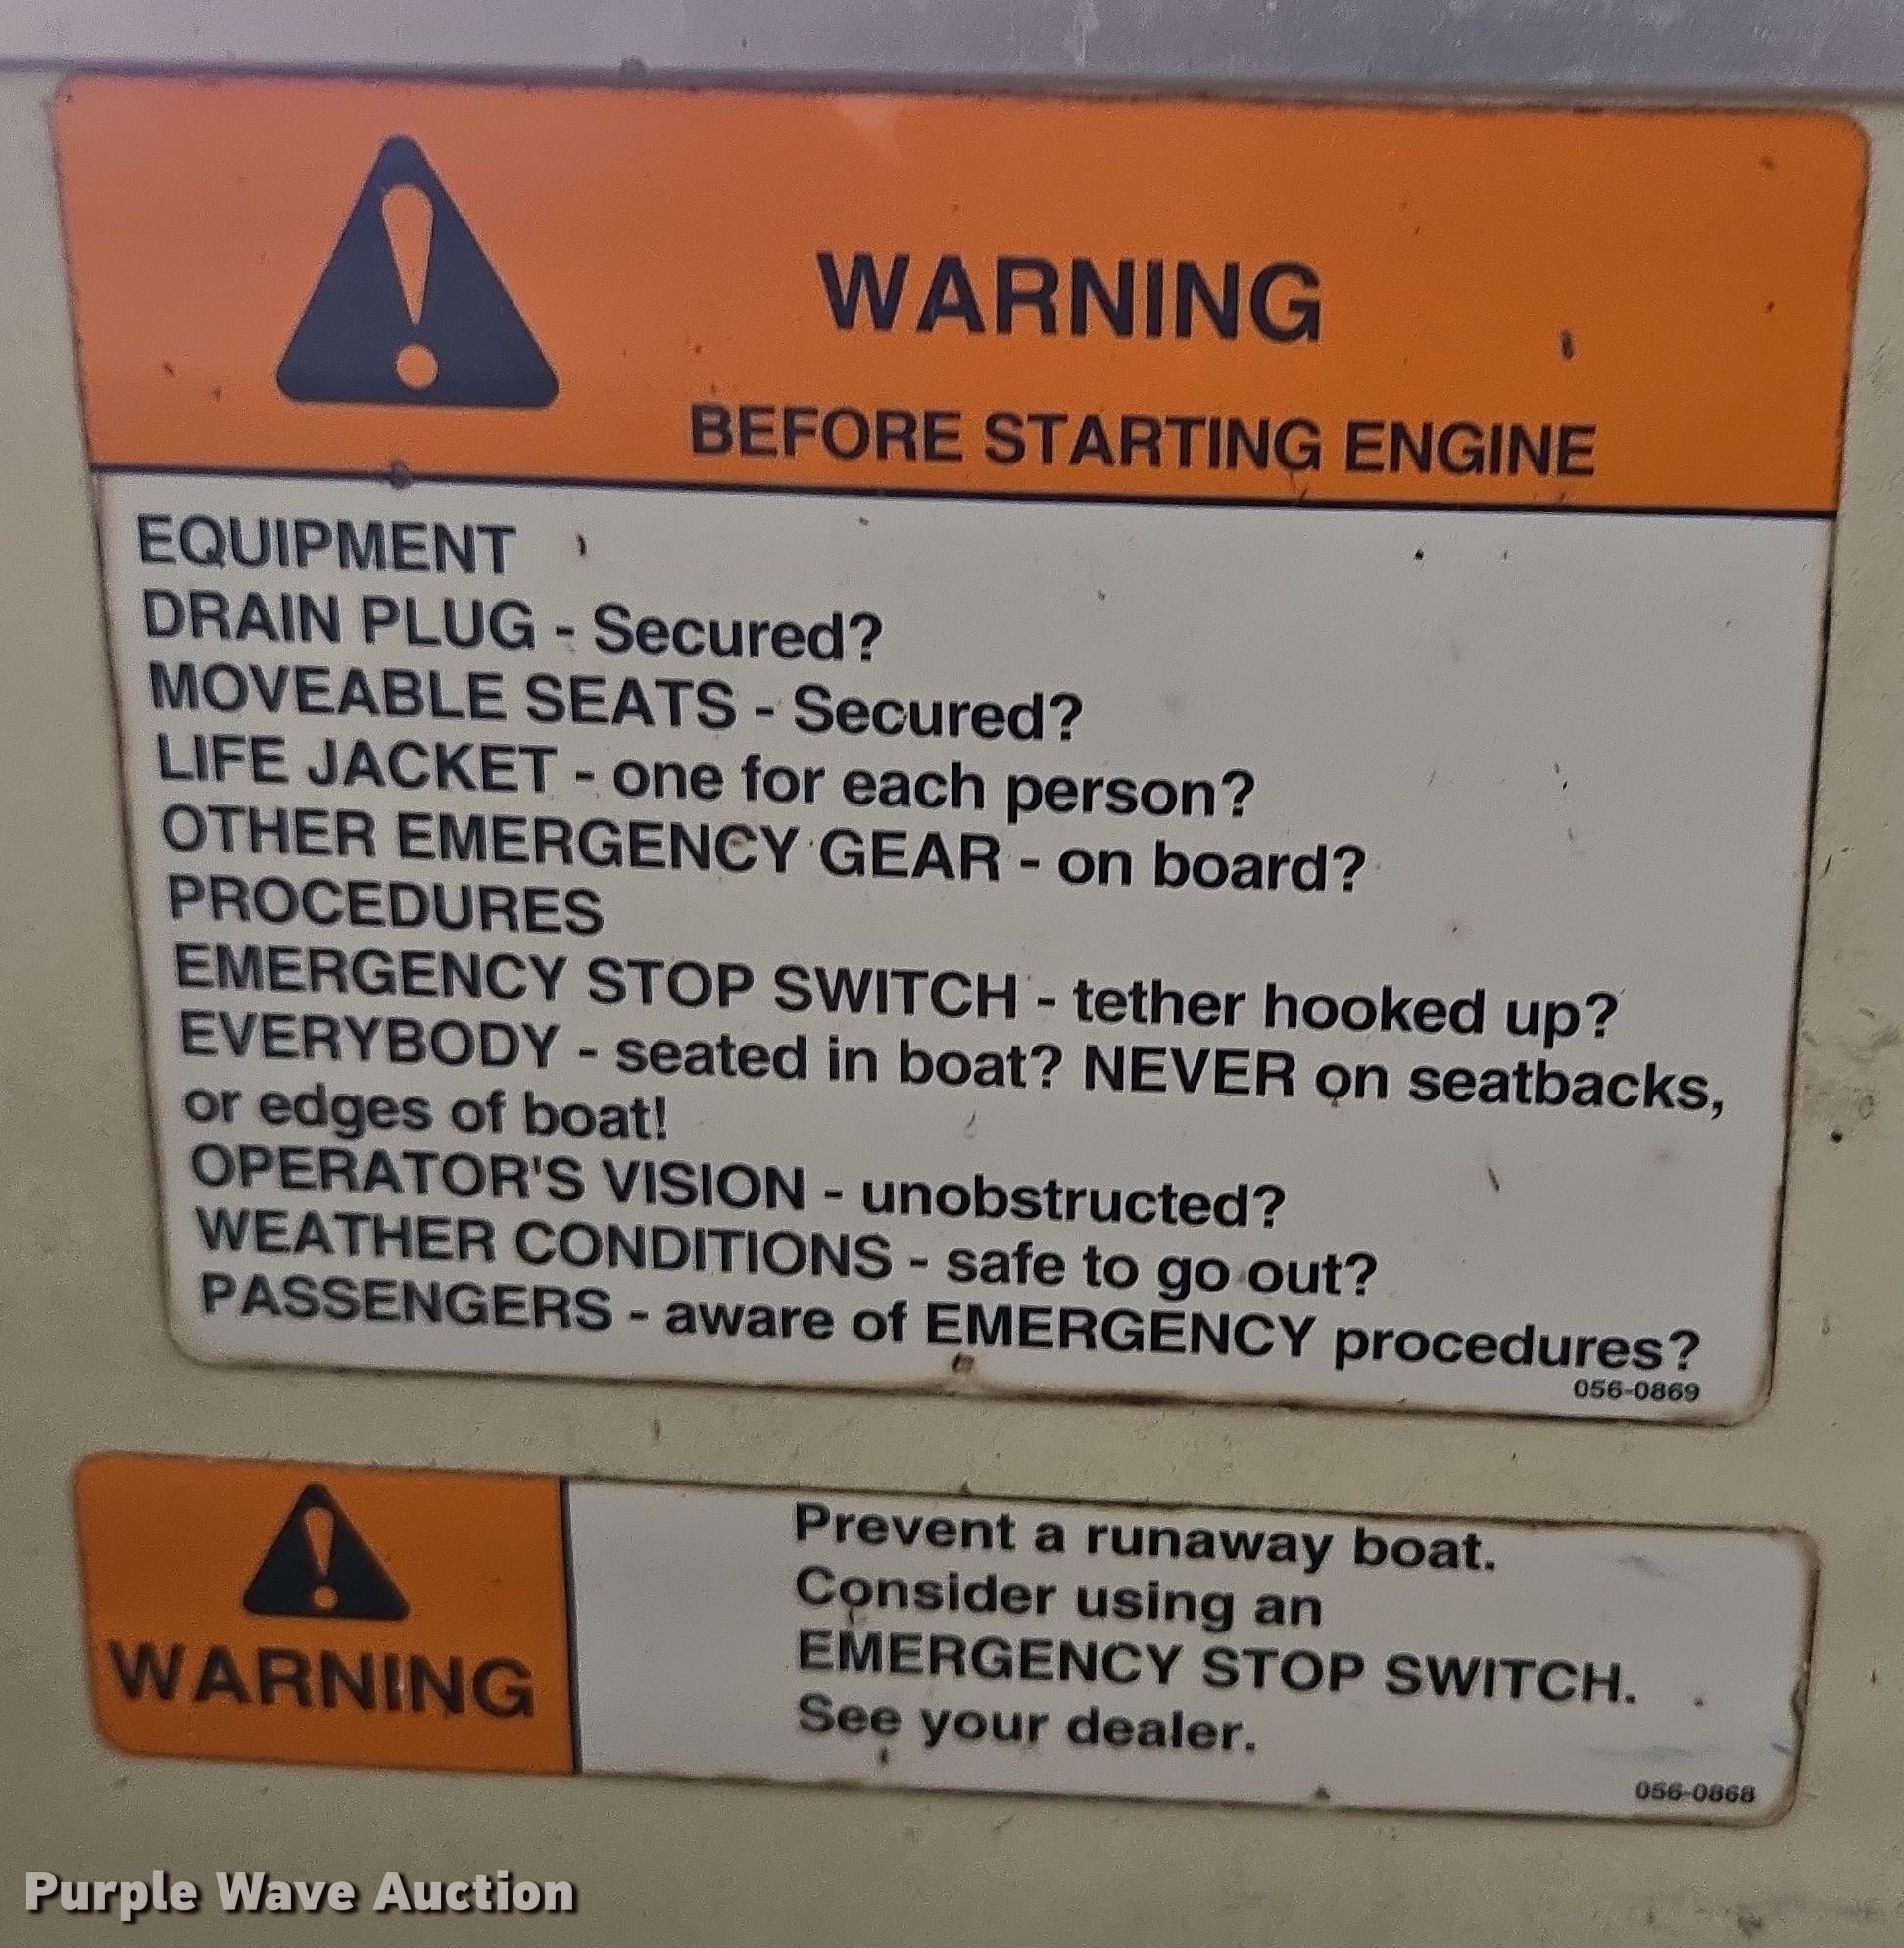 WARNING
BEFORE STARTING ENGINE
EQUIPMENT
DRAIN PLUG - Secured?
MOVEABLE SEATS - Secured?
LIFE JACKET - one for each person?
OTHER EMERGENCY GEAR - on board?
PROCEDURES
EMERGENCY STOP SWITCH - tether hooked up?
EVERYBODY - seated in boat? NEVER on seatbacks,
or edges of boat!
OPERATOR'S VISION - unobstructed?
WEATHER CONDITIONS - safe to go out?
PASSENGERS - aware of EMERGENCY procedures?
056-0869
WARNING
Prevent a runaway boat.
Consider using an
EMERGENCY STOP SWITCH.
See your dealer.
056-0868
Purple Wave Auction